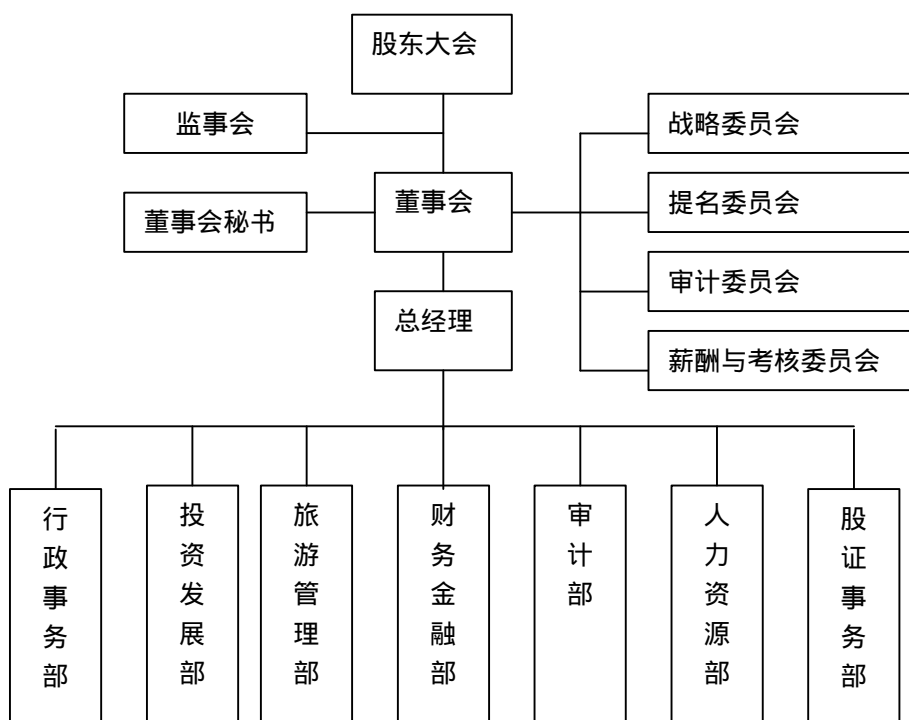 股东大会
监事会
战略委员会
董事会
提名委员会
董事会秘书
审计委员会
总经理
薪酬与考核委员会
行政事务部
投资发展部
旅游管理部
财务金融部
审计部
人力资源部
股证事务部